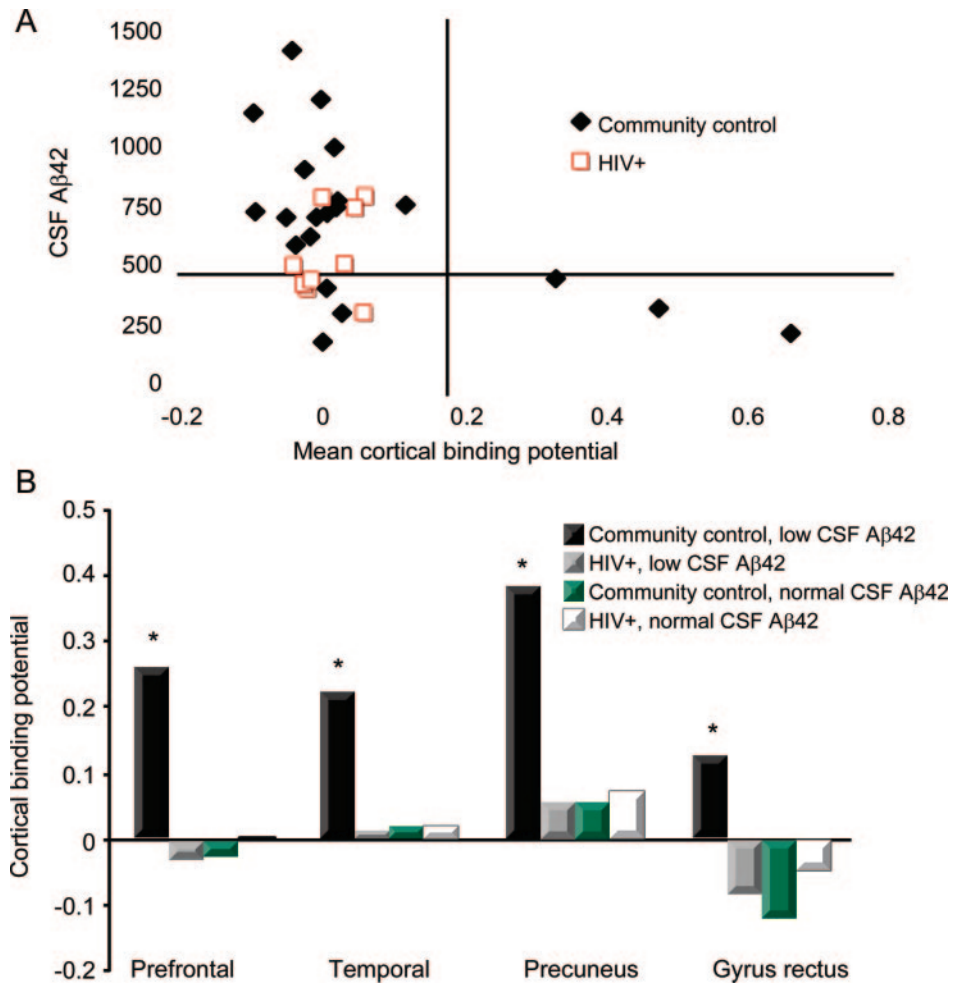 A
1500
1250
1000
750
500
250
0
CSF Aβ42
Community control
HIV+
-0.2 0 0.2 0.4 0.6 0.8
Mean cortical binding potential
B
0.5
0.4
0.3
0.2
0.1
0
-0.1
-0.2
Cortical binding potential
Community control, low CSF Aβ42
HIV+, low CSF Aβ42
Community control, normal CSF Aβ42
HIV+, normal CSF Aβ42
* * * *
Prefrontal Temporal Precuneus Gyrus rectus